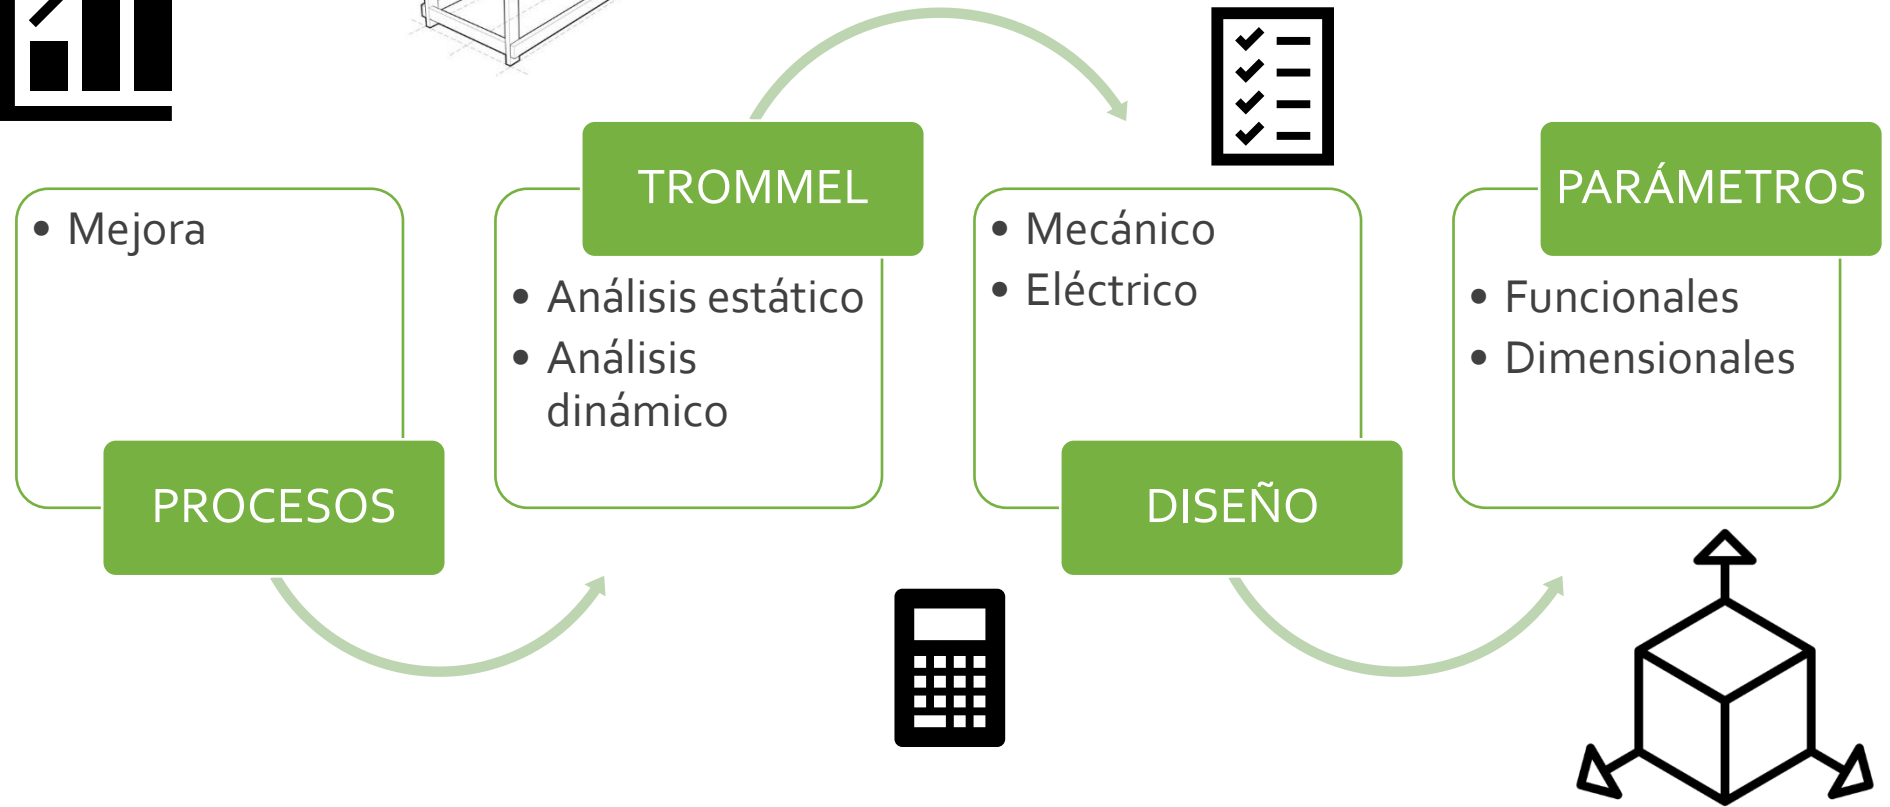 • Mejora
PROCESOS
TROMMEL
• Análisis estático
• Análisis
dinámico
• Mecánico
• Eléctrico
DISEÑO
PARÁMETROS
• Funcionales
• Dimensionales